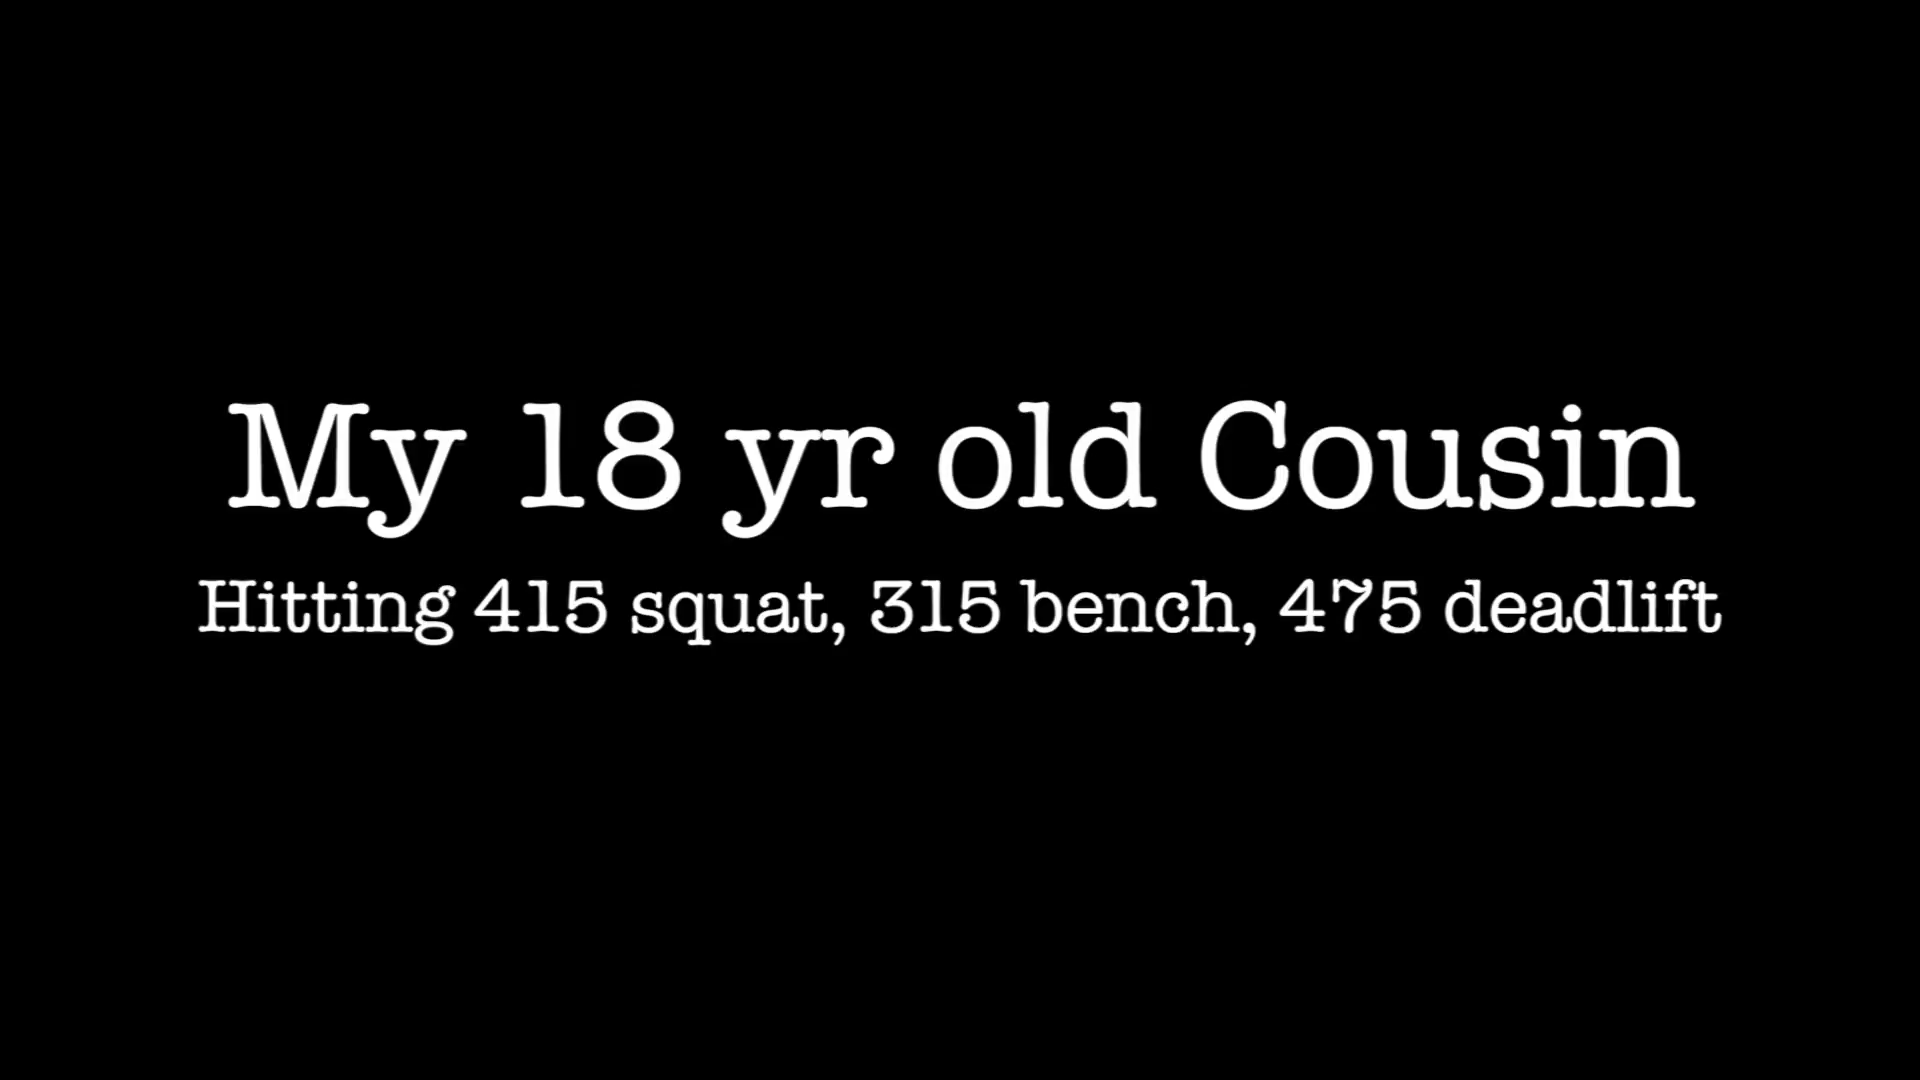 My 18 yr old Cousin
Hitting 415 squat, 315 bench, 475 deadlift